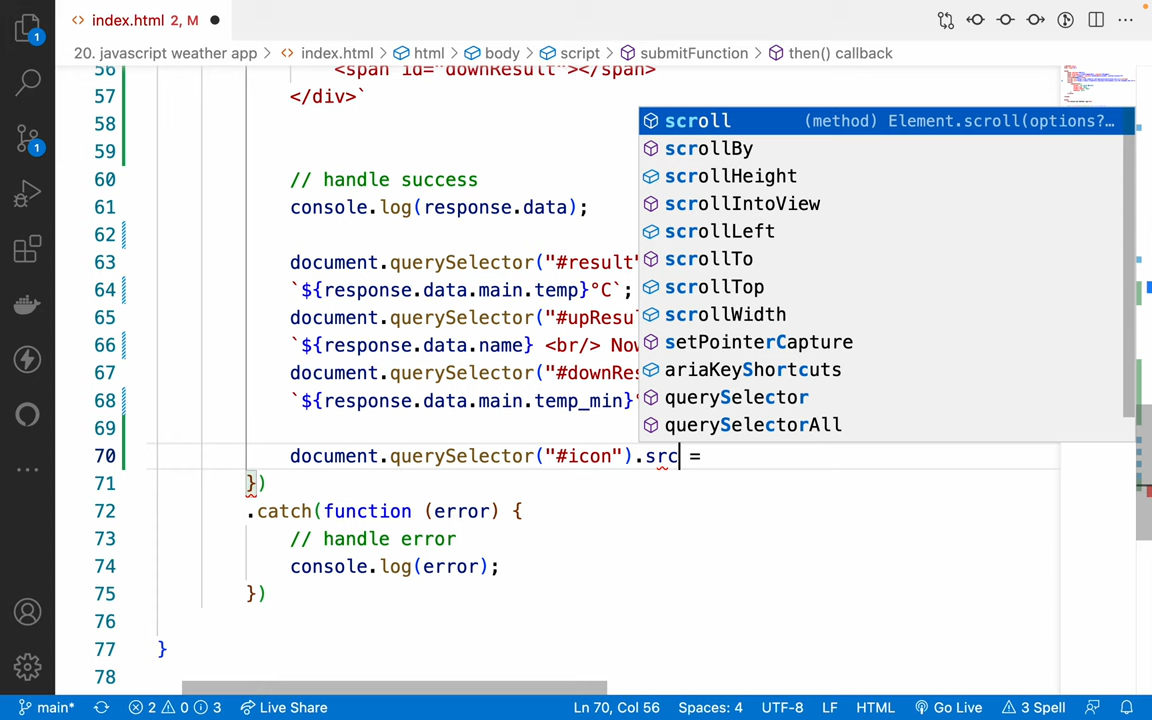 index.html 2, M
20. javascript weather app > index.html > html > body > script > submitFunction > then() callback
56 <span id="downResult"></span>
57 </div>`
58
59
60 // handle success
61 console.log(response.data);
62
63 document.querySelector("#result"
64 `${response.data.main.temp}°C`;
65 document.querySelector("#upResul
66 `${response.data.name} <br/> Now
67 document.querySelector("#downRes
68 `${response.data.main.temp_min}°
69
70 document.querySelector("#icon").src =
71 })
72 .catch(function (error) {
73 // handle error
74 console.log(error);
75 })
76
77 }
78
scroll (method) Element.scroll(options?…
scrollBy
scrollHeight
scrollIntoView
scrollLeft
scrollTo
scrollTop
scrollWidth
setPointerCapture
ariaKeyShortcuts
querySelector
querySelectorAll
1
1
main* 2 0 3 Live Share Ln 70, Col 56 Spaces: 4 UTF-8 LF HTML Go Live 3 Spell